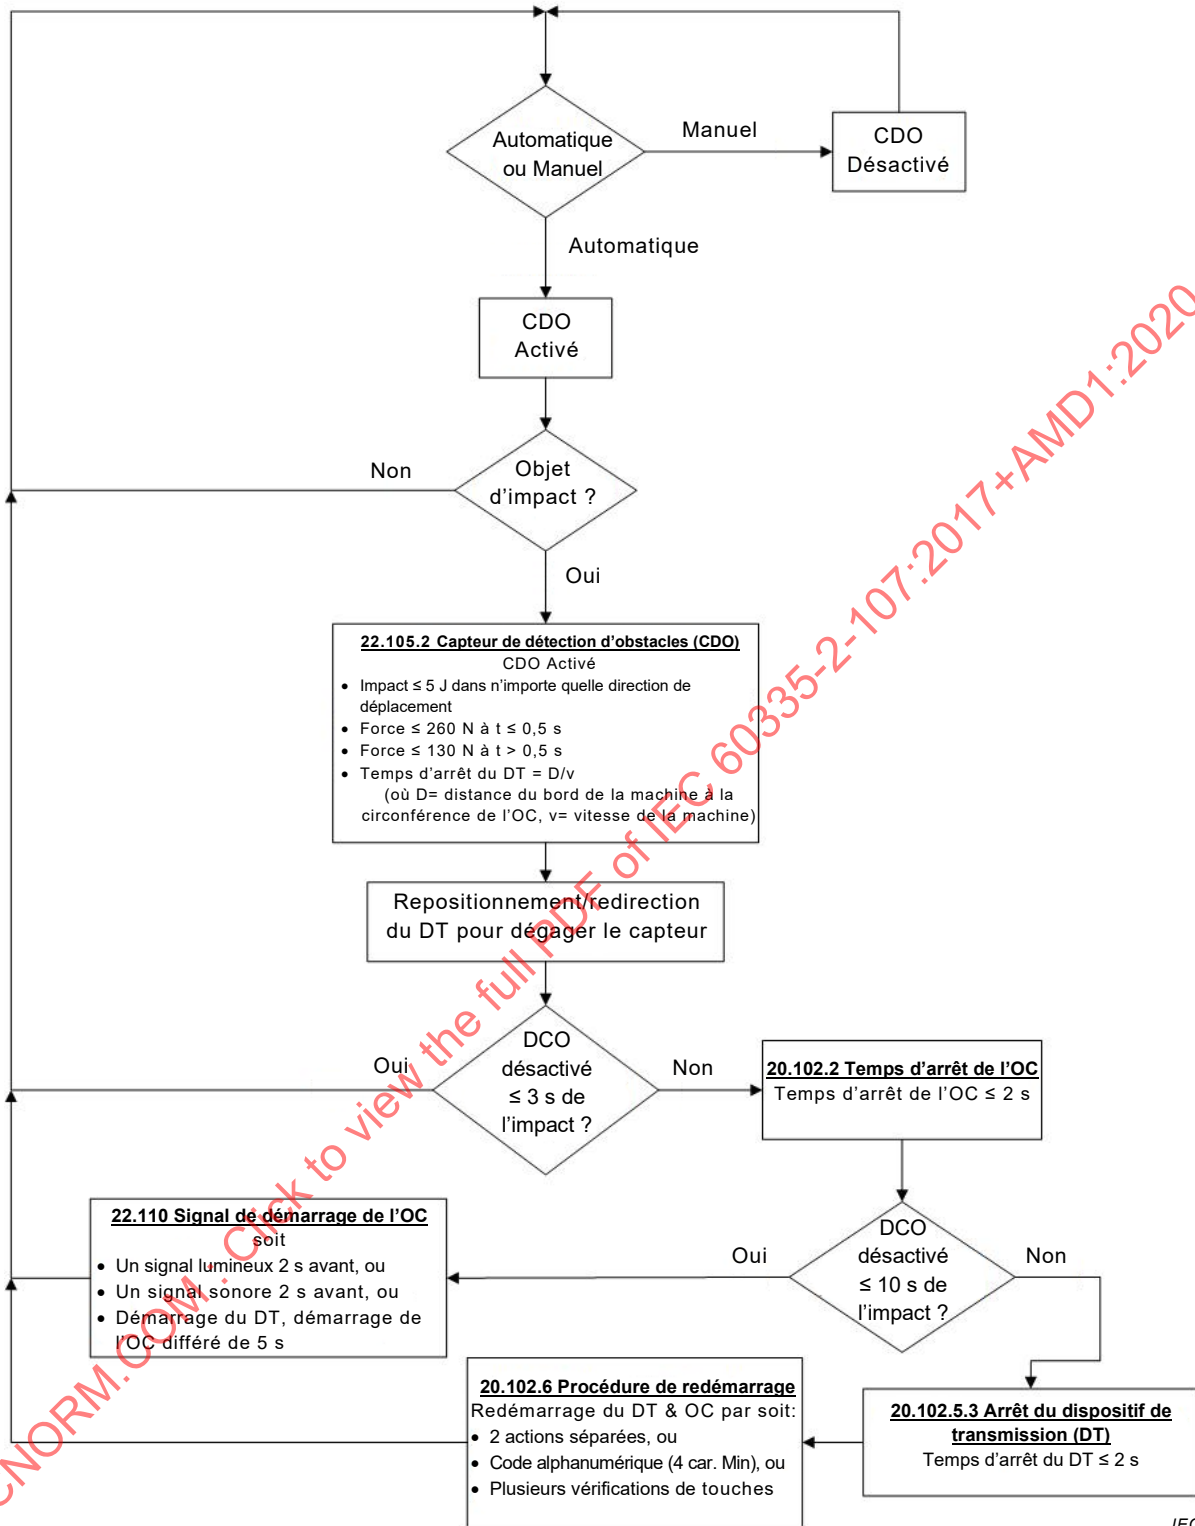 Automatique
ou Manuel
Manuel
CDO
Désactivé
Automatique
CDO
Activé
Non
Objet
d'impact ?
Oui
22.105.2 Capteur de détection d'obstacles (CDO)
CDO Activé
• Impact ≤ 5 J dans n'importe quelle direction de
déplacement
• Force ≤ 260 N à t ≤ 0,5 s
• Force ≤ 130 N à t > 0,5 s
• Temps d'arrêt du DT = D/v
(où D= distance du bord de la machine à la
circonférence de l'OC, v= vitesse de la machine)
Repositionnement/redirection
du DT pour dégager le capteur
Oui
DCO
désactivé
≤ 3 s de
l'impact ?
Non
20.102.2 Temps d'arrêt de l'OC
Temps d'arrêt de l'OC ≤ 2 s
22.110 Signal de démarrage de l'OC
soit
• Un signal lumineux 2 s avant, ou
• Un signal sonore 2 s avant, ou
• Démarrage du DT, démarrage de
l'OC différé de 5 s
Oui
DCO
désactivé
≤ 10 s de
l'impact ?
Non
20.102.6 Procédure de redémarrage
Redémarrage du DT & OC par soit:
• 2 actions séparées, ou
• Code alphanumérique (4 car. Min), ou
• Plusieurs vérifications de touches
20.102.5.3 Arrêt du dispositif de
transmission (DT)
Temps d'arrêt du DT ≤ 2 s
IEC
CNORM.COM : Click to view the full PDF of IEC 60335-2-107:2017+AMD1:2020